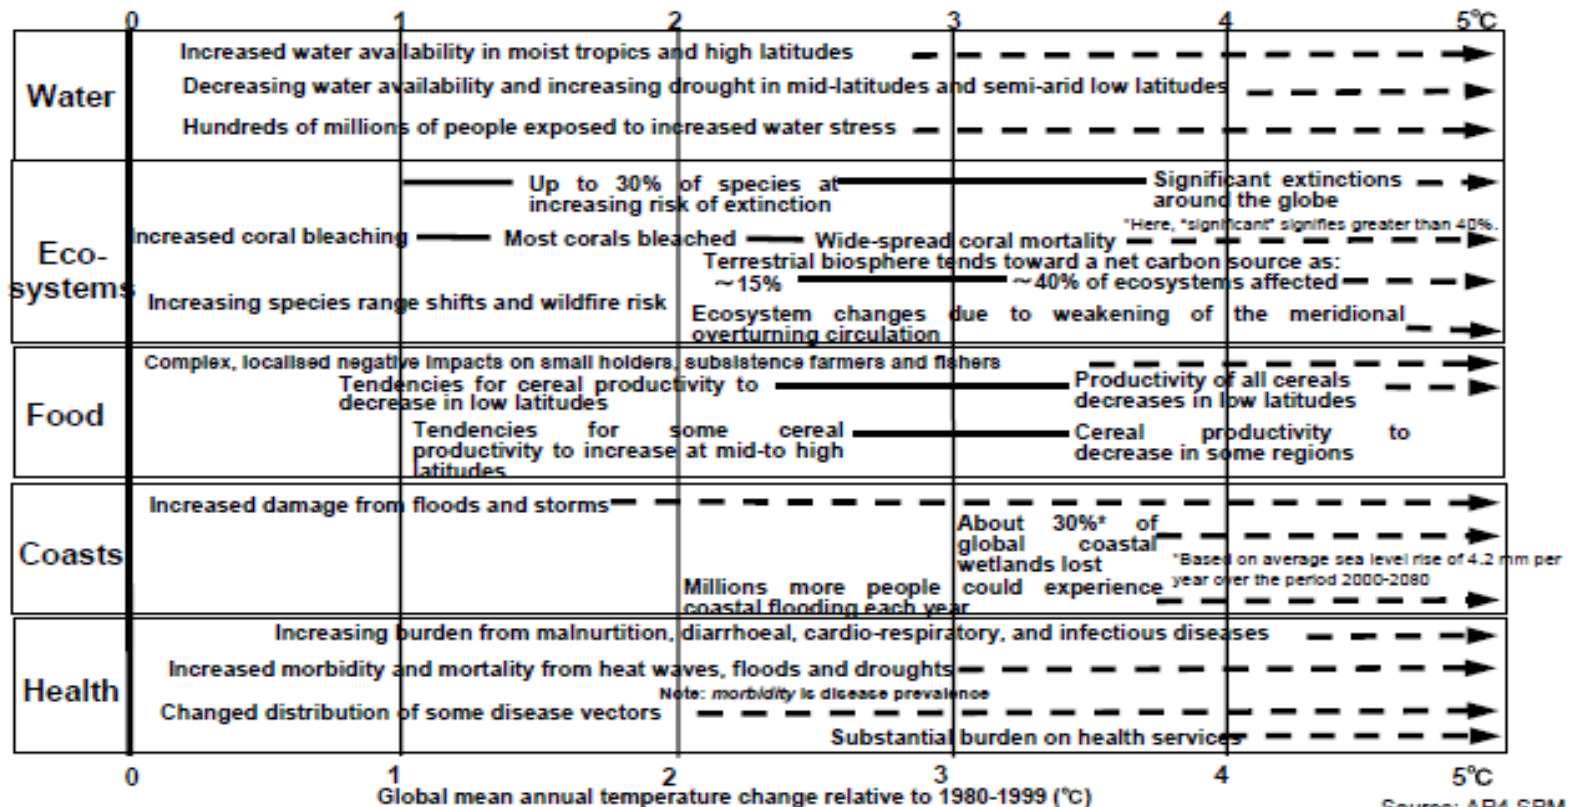 0 1 2 3 4 5°C
Water
Increased water availability in moist tropics and high latitudes
Decreasing water availability and increasing drought in mid-latitudes and semi-arid low latitudes
Hundreds of millions of people exposed to increased water stress
Eco-
systems
Up to 30% of species at
increasing risk of extinction
Significant extinctions
around the globe
*Here, "significant" signifies greater than 40%.
Increased coral bleaching
Most corals bleached
Wide-spread coral mortality
Terrestrial biosphere tends toward a net carbon source as:
~15%
~40% of ecosystems affected
Increasing species range shifts and wildfire risk
Ecosystem changes due to weakening of the meridional
overturning circulation
Food
Complex, localised negative impacts on small holders, subsistence farmers and fishers
Tendencies for cereal productivity to
decrease in low latitudes
Productivity of all cereals
decreases in low latitudes
Tendencies for some cereal
productivity to increase at mid-to high
latitudes
Cereal productivity to
decrease in some regions
Coasts
Increased damage from floods and storms
About 30%* of
global coastal
wetlands lost
*Based on average sea level rise of 4.2 mm per
year over the period 2000-2080
Millions more people could experience
coastal flooding each year
Health
Increasing burden from malnurtition, diarrhoeal, cardio-respiratory, and infectious diseases
Increased morbidity and mortality from heat waves, floods and droughts
Note: morbidity is disease prevalence
Changed distribution of some disease vectors
Substantial burden on health services
0 1 2 3 4 5°C
Global mean annual temperature change relative to 1980-1999 (°C)
Source: AR4 SPM